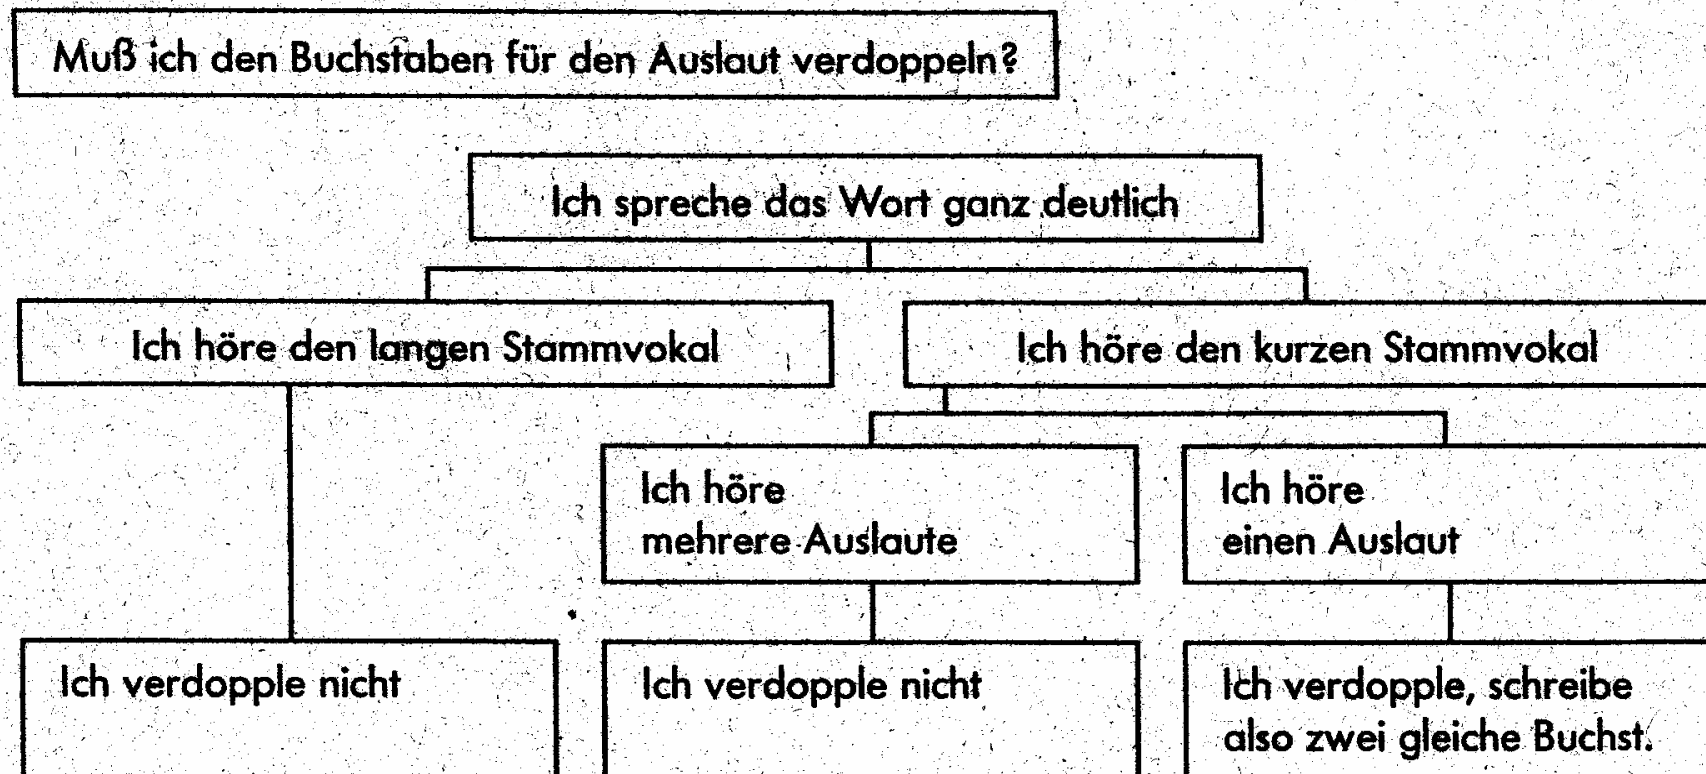 Muß ich den Buchstaben für den Auslaut verdoppeln?
Ich spreche das Wort ganz deutlich
Ich höre den langen Stammvokal
Ich höre den kurzen Stammvokal
Ich höre
mehrere Auslaute
Ich höre
einen Auslaut
Ich verdopple nicht
Ich verdopple nicht
Ich verdopple, schreibe
also zwei gleiche Buchst.